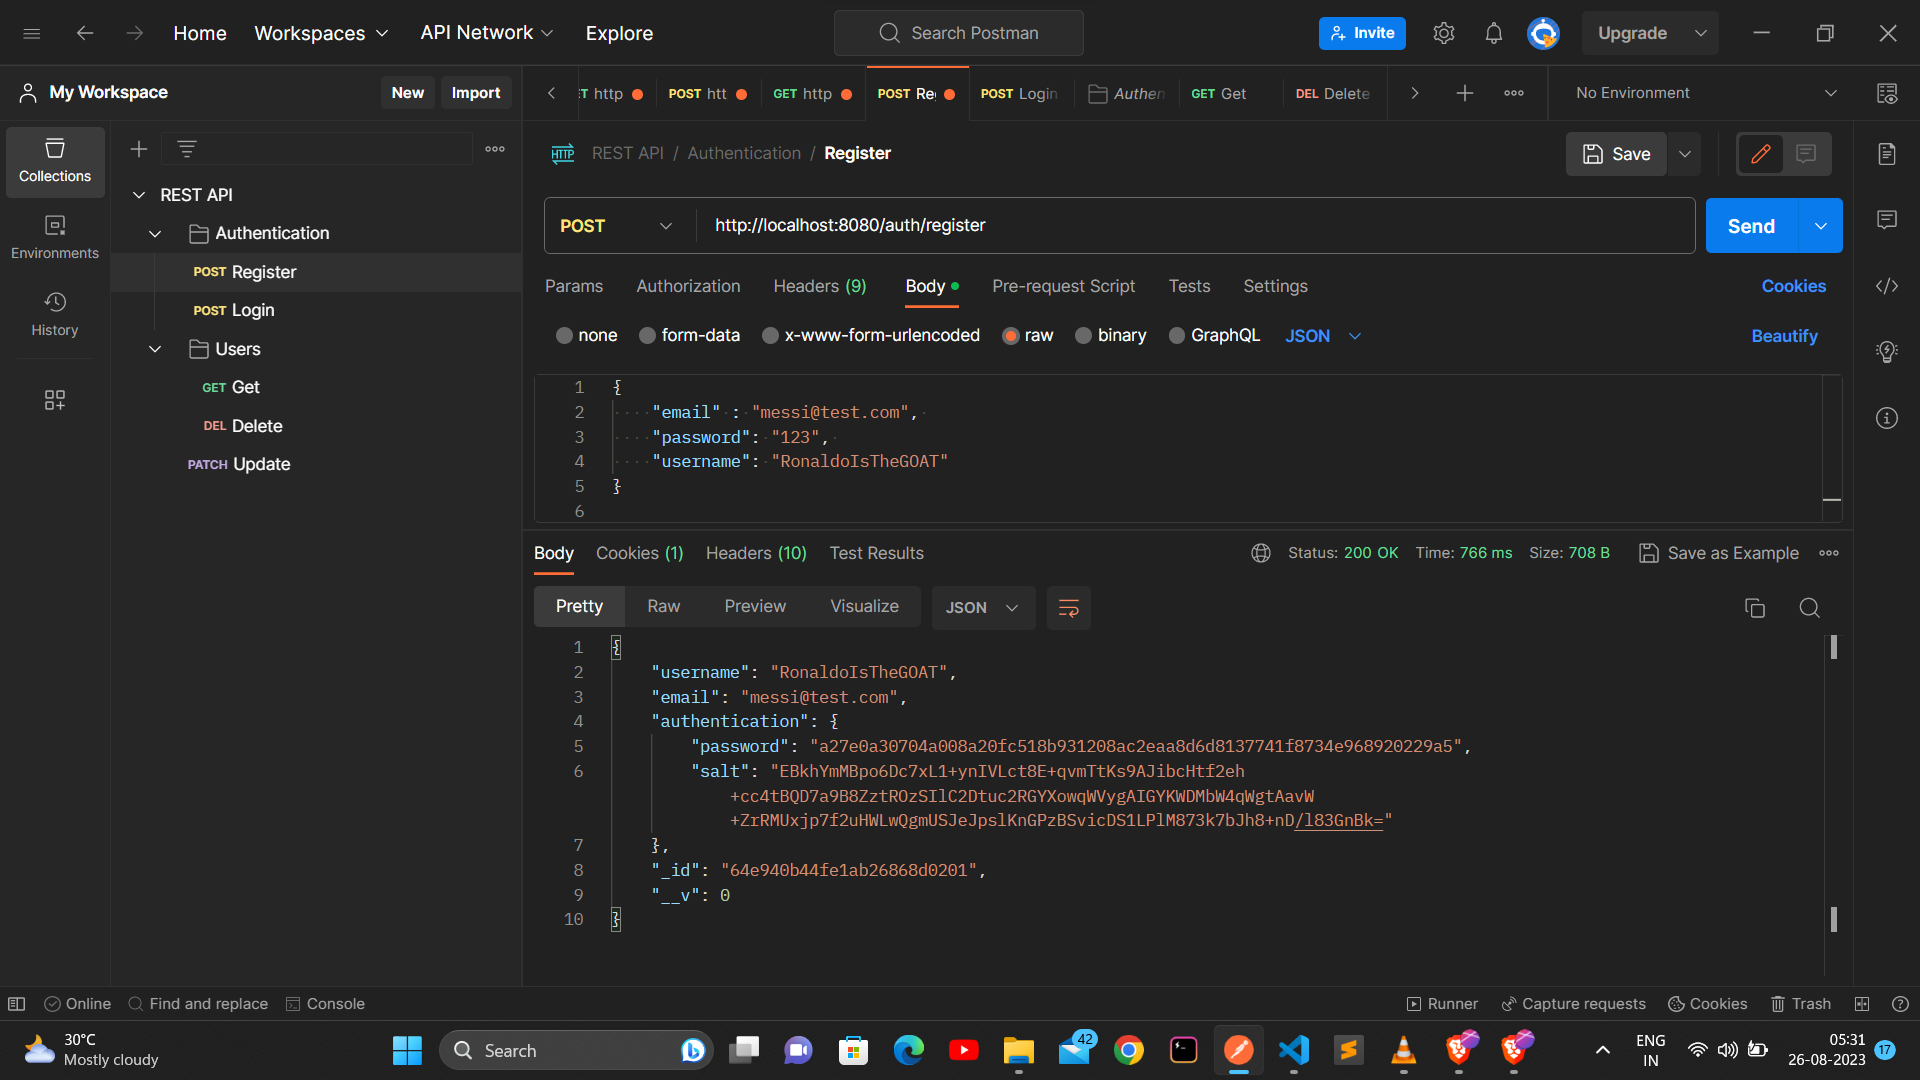 Home Workspaces API Network Explore Search Postman Invite Upgrade
My Workspace New Import
T http POST htt GET http POST Re POST Login Authen GET Get DEL Delete No Environment
Collections
Environments
History
REST API
Authentication
POST Register
POST Login
Users
GET Get
DEL Delete
PATCH Update
HTTP REST API / Authentication / Register Save
POST http://localhost:8080/auth/register Send
Params Authorization Headers (9) Body Pre-request Script Tests Settings Cookies
none form-data x-www-form-urlencoded raw binary GraphQL JSON Beautify
1 {
2 "email" : "messi@test.com",
3 "password": "123",
4 "username": "RonaldoIsTheGOAT"
5 }
6
Body Cookies (1) Headers (10) Test Results Status: 200 OK Time: 766 ms Size: 708 B Save as Example
Pretty Raw Preview Visualize JSON
1 {
2 "username": "RonaldoIsTheGOAT",
3 "email": "messi@test.com",
4 "authentication": {
5 "password": "a27e0a30704a008a20fc518b931208ac2eaa8d6d8137741f8734e968920229a5",
6 "salt": "EBkhYmMBpo6Dc7xL1+ynIVLct8E+qvmTtKs9AJibcHtf2eh
+cc4tBQD7a9B8ZztROzSIlC2Dtuc2RGYXowqWVygAIGYKWDMbW4qWgtAavW
+ZrRMUxjp7f2uHWLwQgmUSJeJpslKnGPzBSvicDS1LPlM873k7bJh8+nD/l83GnBk="
7 },
8 "_id": "64e940b44fe1ab26868d0201",
9 "__v": 0
10 }
Online Find and replace Console Runner Capture requests Cookies Trash
30°C
Mostly cloudy
Search
42
ENG
IN
05:31
26-08-2023
17